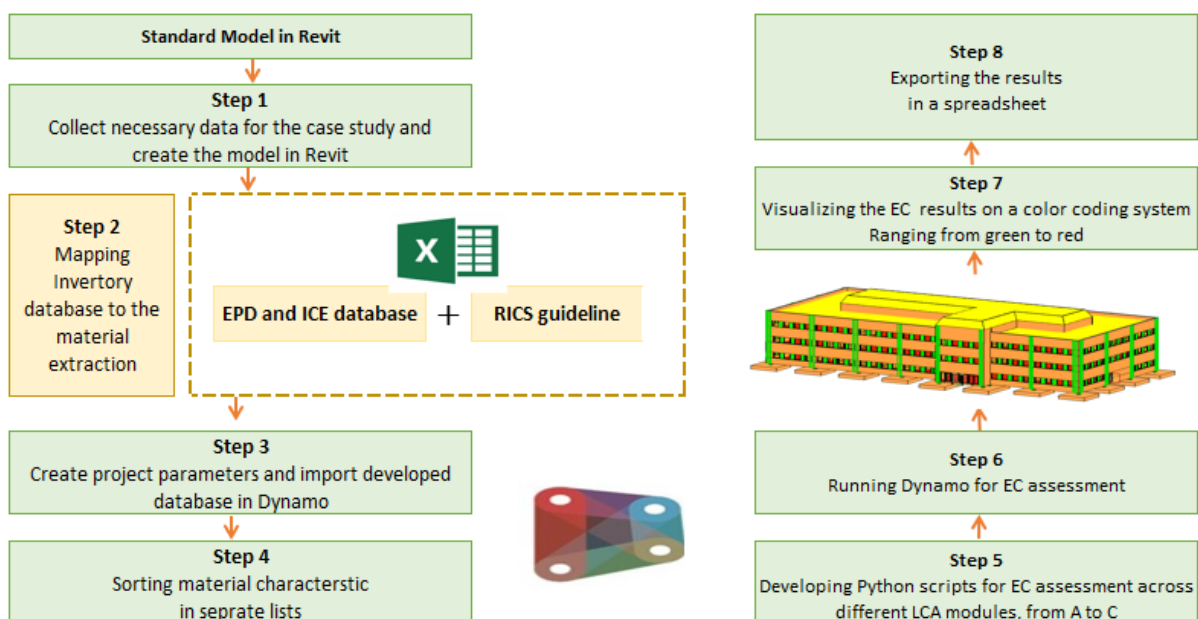 Standard Model in Revit
Step 1
Collect necessary data for the case study and
create the model in Revit
Step 2
Mapping
Invertory
database to the
material
extraction
X
EPD and ICE database + RICS guideline
Step 3
Create project parameters and import developed
database in Dynamo
Step 4
Sorting material characterstic
in seprate lists
Step 8
Exporting the results
in a spreadsheet
Step 7
Visualizing the EC results on a color coding system
Ranging from green to red
Step 6
Running Dynamo for EC assessment
Step 5
Developing Python scripts for EC assessment across
different LCA modules, from A to C